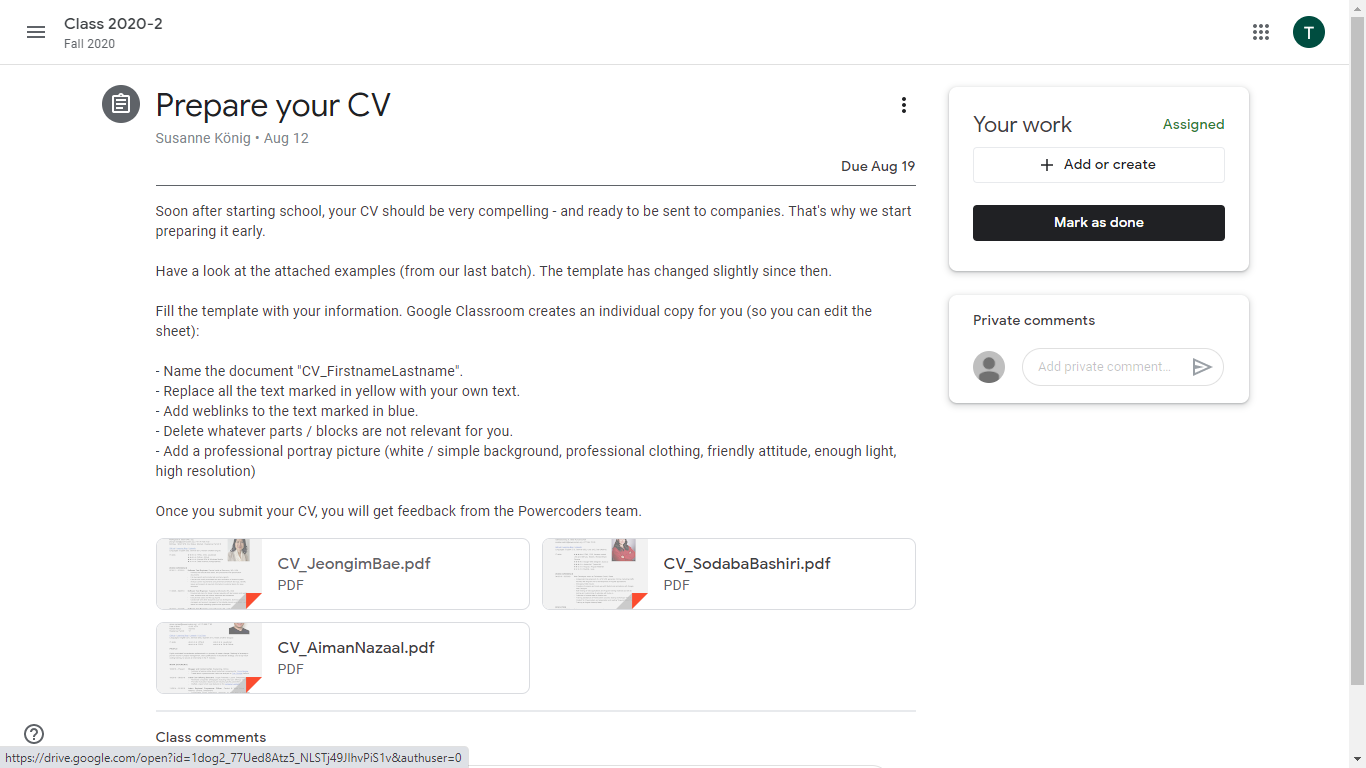 Class 2020-2
Fall 2020
T
Prepare your CV
Susanne König • Aug 12
Due Aug 19
Soon after starting school, your CV should be very compelling - and ready to be sent to companies. That's why we start
preparing it early.
Have a look at the attached examples (from our last batch). The template has changed slightly since then.
Fill the template with your information. Google Classroom creates an individual copy for you (so you can edit the
sheet):
- Name the document "CV_FirstnameLastname".
- Replace all the text marked in yellow with your own text.
- Add weblinks to the text marked in blue.
- Delete whatever parts / blocks are not relevant for you.
- Add a professional portray picture (white / simple background, professional clothing, friendly attitude, enough light,
high resolution)
Once you submit your CV, you will get feedback from the Powercoders team.
CV_JeongimBae.pdf
PDF
CV_SodabaBashiri.pdf
PDF
CV_AimanNazaal.pdf
PDF
Class comments
Your work
Assigned
+ Add or create
Mark as done
Private comments
Add private comment...
https://drive.google.com/open?id=1dog2_77Ued8Atz5_NLSTj49JIhvPiS1v&authuser=0